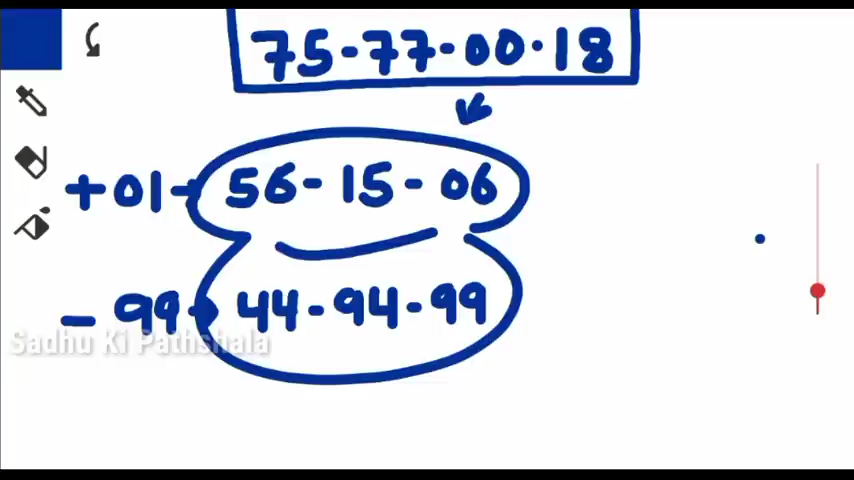 75-77-00-18
+01→ 56-15-06
- 99→ 44-94-99
Sadhu Ki Pathshala